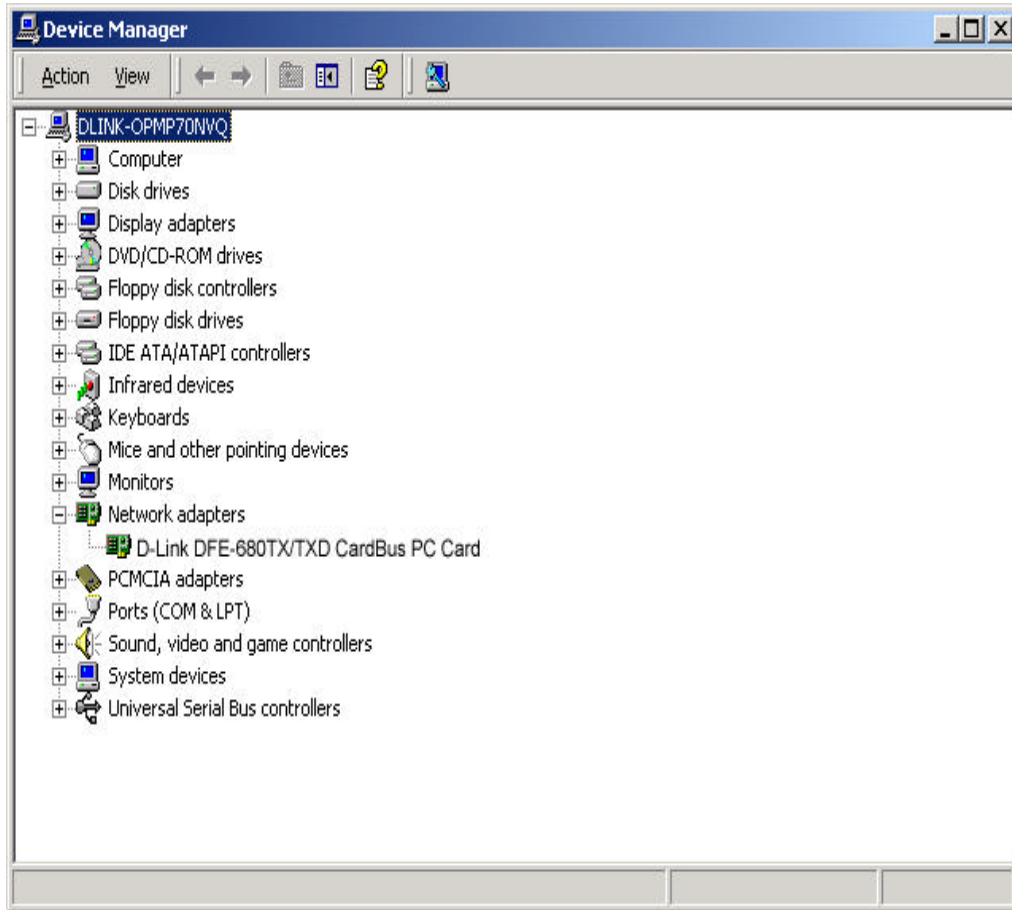 Device Manager
Action View
DLINK-OPMP70NVQ
Computer
Disk drives
Display adapters
DVD/CD-ROM drives
Floppy disk controllers
Floppy disk drives
IDE ATA/ATAPI controllers
Infrared devices
Keyboards
Mice and other pointing devices
Monitors
Network adapters
D-Link DFE-680TX/TXD CardBus PC Card
PCMCIA adapters
Ports (COM & LPT)
Sound, video and game controllers
System devices
Universal Serial Bus controllers